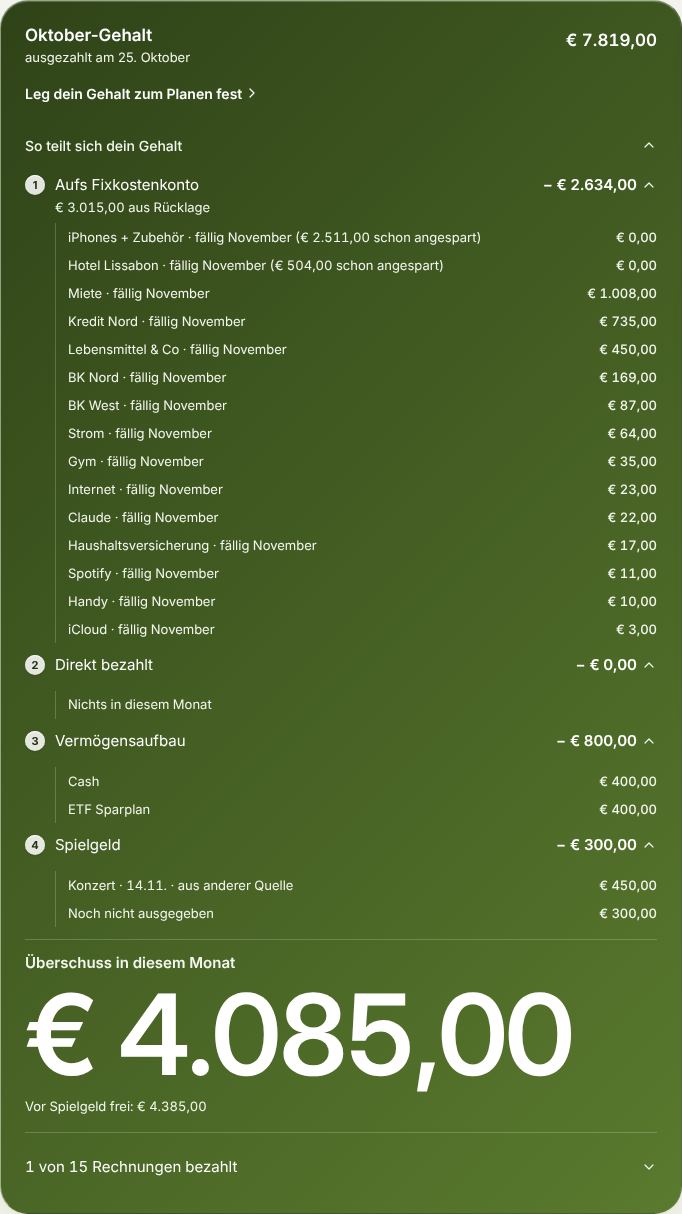 Oktober-Gehalt € 7.819,00
ausgezahlt am 25. Oktober
Leg dein Gehalt zum Planen fest
So teilt sich dein Gehalt
1 Aufs Fixkostenkonto – € 2.634,00
€ 3.015,00 aus Rücklage
iPhones + Zubehör · fällig November (€ 2.511,00 schon angespart) € 0,00
Hotel Lissabon · fällig November (€ 504,00 schon angespart) € 0,00
Miete · fällig November € 1.008,00
Kredit Nord · fällig November € 735,00
Lebensmittel & Co · fällig November € 450,00
BK Nord · fällig November € 169,00
BK West · fällig November € 87,00
Strom · fällig November € 64,00
Gym · fällig November € 35,00
Internet · fällig November € 23,00
Claude · fällig November € 22,00
Haushaltsversicherung · fällig November € 17,00
Spotify · fällig November € 11,00
Handy · fällig November € 10,00
iCloud · fällig November € 3,00
2 Direkt bezahlt – € 0,00
Nichts in diesem Monat
3 Vermögensaufbau – € 800,00
Cash € 400,00
ETF Sparplan € 400,00
4 Spielgeld – € 300,00
Konzert · 14.11. · aus anderer Quelle € 450,00
Noch nicht ausgegeben € 300,00
Überschuss in diesem Monat
€ 4.085,00
Vor Spielgeld frei: € 4.385,00
1 von 15 Rechnungen bezahlt